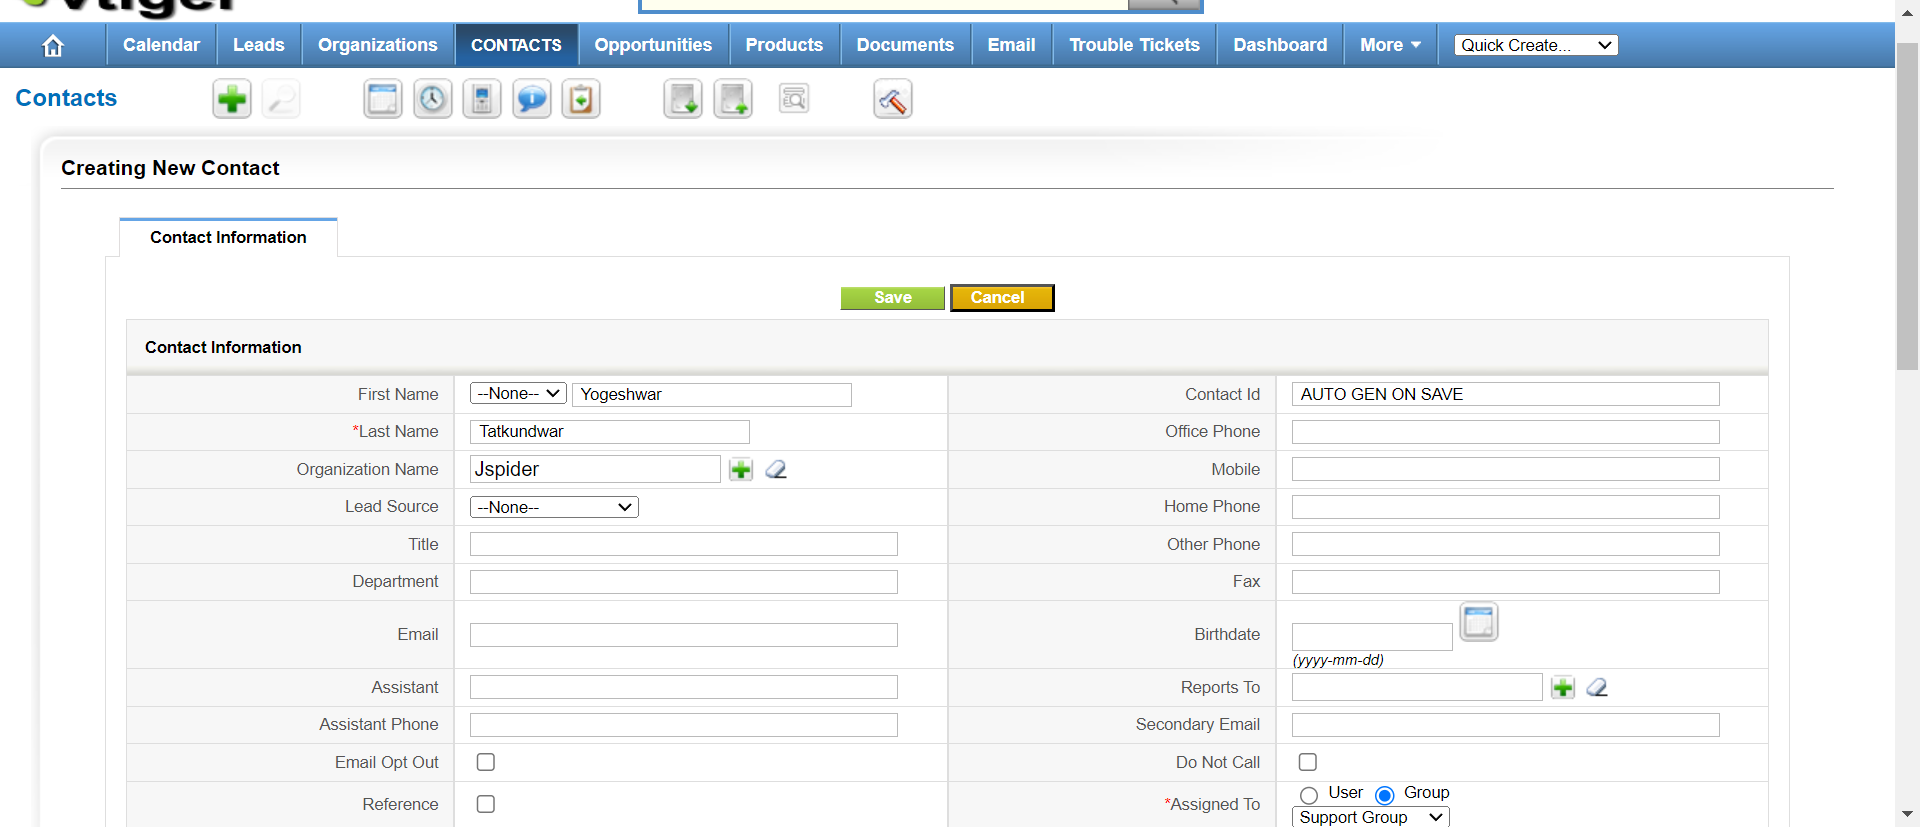 vtiger
Calendar Leads Organizations CONTACTS Opportunities Products Documents Email Trouble Tickets Dashboard More Quick Create...
Contacts
Creating New Contact
Contact Information
Save Cancel
Contact Information
First Name --None-- Yogeshwar Contact Id AUTO GEN ON SAVE
*Last Name Tatkundwar Office Phone
Organization Name Jspider Mobile
Lead Source --None-- Home Phone
Title Other Phone
Department Fax
Email Birthdate
(yyyy-mm-dd)
Assistant Reports To
Assistant Phone Secondary Email
Email Opt Out Do Not Call
Reference *Assigned To User Group
Support Group